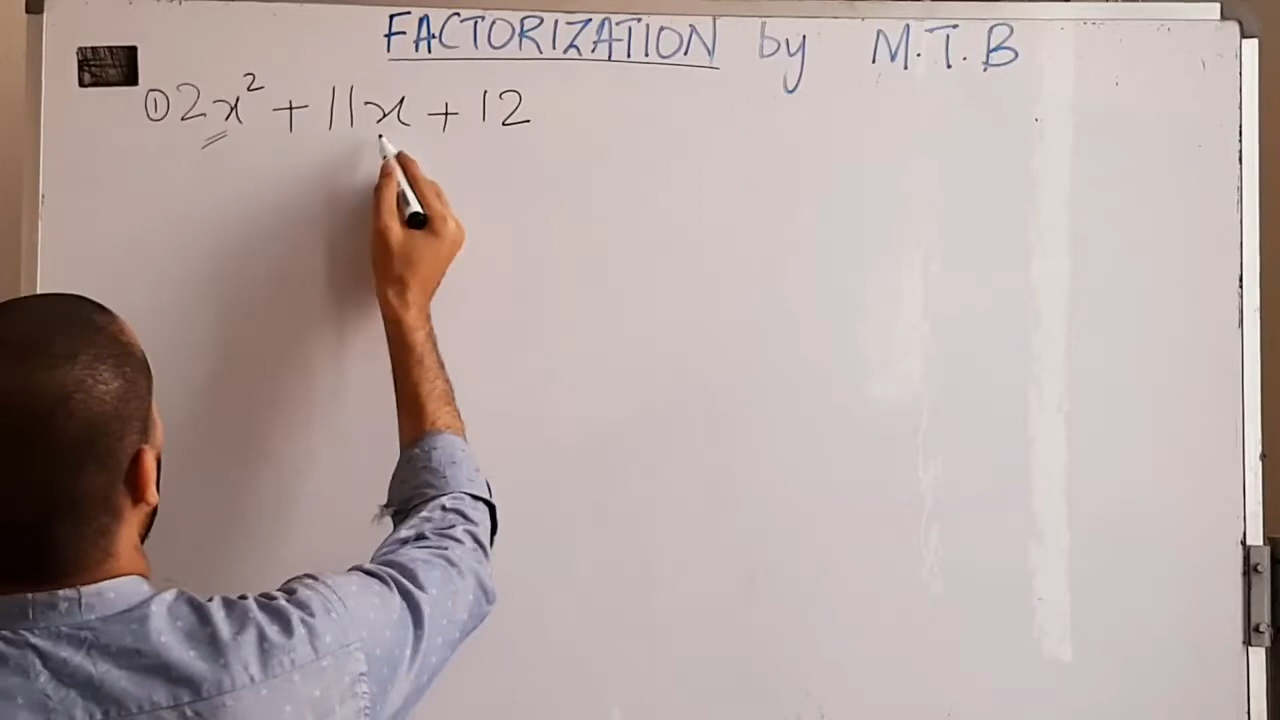 FACTORIZATION by M.T.B
① 2x² + 11x + 12